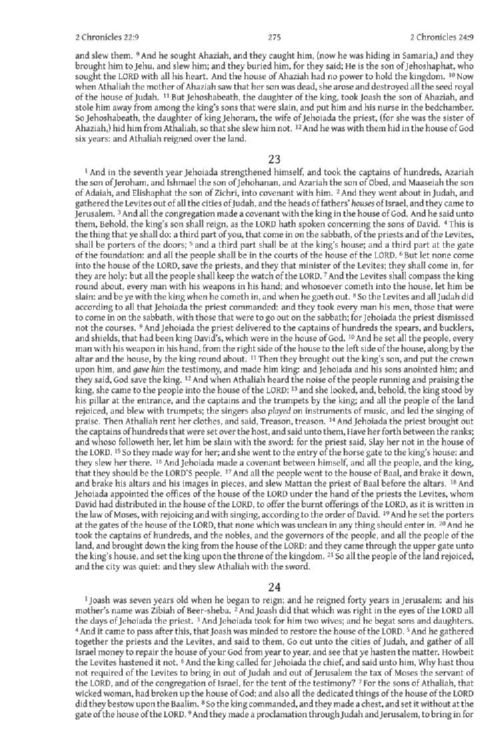 2 Chronicles 22:9 275 2 Chronicles 24:9
and slew them. 9 And he sought Ahaziah, and they caught him, (now he was hiding in Samaria,) and they
brought him to Jehu, and slew him; and they buried him, for they said; He is the son of Jehoshaphat, who
sought the LORD with all his heart. And the house of Ahaziah had no power to hold the kingdom. 10 Now
when Athaliah the mother of Ahaziah saw that her son was dead, she arose and destroyed all the seed royal
of the house of Judah. 11 But Jehoshabeath, the daughter of the king, took Joash the son of Ahaziah, and
stole him away from among the king's sons that were slain, and put him and his nurse in the bedchamber.
So Jehoshabeath, the daughter of king Jehoram, the wife of Jehoiada the priest, (for she was the sister of
Ahaziah,) hid him from Athaliah, so that she slew him not. 12 And he was with them hid in the house of God
six years: and Athaliah reigned over the land.
23
1 And in the seventh year Jehoiada strengthened himself, and took the captains of hundreds, Azariah
the son of Jeroham, and Ishmael the son of Jehohanan, and Azariah the son of Obed, and Maaseiah the son
of Adaiah, and Elishaphat the son of Zichri, into covenant with him. 2 And they went about in Judah, and
gathered the Levites out of all the cities of Judah, and the heads of fathers' houses of Israel, and they came to
Jerusalem. 3 And all the congregation made a covenant with the king in the house of God. And he said unto
them, Behold, the king's son shall reign, as the LORD hath spoken concerning the sons of David. 4 This is
the thing that ye shall do: a third part of you, that come in on the sabbath, of the priests and of the Levites,
shall be porters of the doors; 5 and a third part shall be at the king's house; and a third part at the gate
of the foundation: and all the people shall be in the courts of the house of the LORD. 6 But let none come
into the house of the LORD, save the priests, and they that minister of the Levites; they shall come in, for
they are holy: but all the people shall keep the watch of the LORD. 7 And the Levites shall compass the king
round about, every man with his weapons in his hand; and whosoever cometh into the house, let him be
slain: and be ye with the king when he cometh in, and when he goeth out. 8 So the Levites and all Judah did
according to all that Jehoiada the priest commanded: and they took every man his men, those that were
to come in on the sabbath, with those that were to go out on the sabbath; for Jehoiada the priest dismissed
not the courses. 9 And Jehoiada the priest delivered to the captains of hundreds the spears, and bucklers,
and shields, that had been king David's, which were in the house of God. 10 And he set all the people, every
man with his weapon in his hand, from the right side of the house to the left side of the house, along by the
altar and the house, by the king round about. 11 Then they brought out the king's son, and put the crown
upon him, and gave him the testimony, and made him king: and Jehoiada and his sons anointed him; and
they said, God save the king. 12 And when Athaliah heard the noise of the people running and praising the
king, she came to the people into the house of the LORD: 13 and she looked, and, behold, the king stood by
his pillar at the entrance, and the captains and the trumpets by the king; and all the people of the land
rejoiced, and blew with trumpets; the singers also played on instruments of music, and led the singing of
praise. Then Athaliah rent her clothes, and said, Treason, treason. 14 And Jehoiada the priest brought out
the captains of hundreds that were set over the host, and said unto them, Have her forth between the ranks;
and whoso followeth her, let him be slain with the sword: for the priest said, Slay her not in the house of
the LORD. 15 So they made way for her; and she went to the entry of the horse gate to the king's house: and
they slew her there. 16 And Jehoiada made a covenant between himself, and all the people, and the king,
that they should be the LORD'S people. 17 And all the people went to the house of Baal, and brake it down,
and brake his altars and his images in pieces, and slew Mattan the priest of Baal before the altars. 18 And
Jehoiada appointed the offices of the house of the LORD under the hand of the priests the Levites, whom
David had distributed in the house of the LORD, to offer the burnt offerings of the LORD, as it is written in
the law of Moses, with rejoicing and with singing, according to the order of David. 19 And he set the porters
at the gates of the house of the LORD, that none which was unclean in any thing should enter in. 20 And he
took the captains of hundreds, and the nobles, and the governors of the people, and all the people of the
land, and brought down the king from the house of the LORD: and they came through the upper gate unto
the king's house, and set the king upon the throne of the kingdom. 21 So all the people of the land rejoiced,
and the city was quiet: and they slew Athaliah with the sword.
24
1 Joash was seven years old when he began to reign; and he reigned forty years in Jerusalem: and his
mother's name was Zibiah of Beer-sheba. 2 And Joash did that which was right in the eyes of the LORD all
the days of Jehoiada the priest. 3 And Jehoiada took for him two wives; and he begat sons and daughters.
4 And it came to pass after this, that Joash was minded to restore the house of the LORD. 5 And he gathered
together the priests and the Levites, and said to them, Go out unto the cities of Judah, and gather of all
Israel money to repair the house of your God from year to year, and see that ye hasten the matter. Howbeit
the Levites hastened it not. 6 And the king called for Jehoiada the chief, and said unto him, Why hast thou
not required of the Levites to bring in out of Judah and out of Jerusalem the tax of Moses the servant of
the LORD, and of the congregation of Israel, for the tent of the testimony? 7 For the sons of Athaliah, that
wicked woman, had broken up the house of God; and also all the dedicated things of the house of the LORD
did they bestow upon the Baalim. 8 So the king commanded, and they made a chest, and set it without at the
gate of the house of the LORD. 9 And they made a proclamation through Judah and Jerusalem, to bring in for